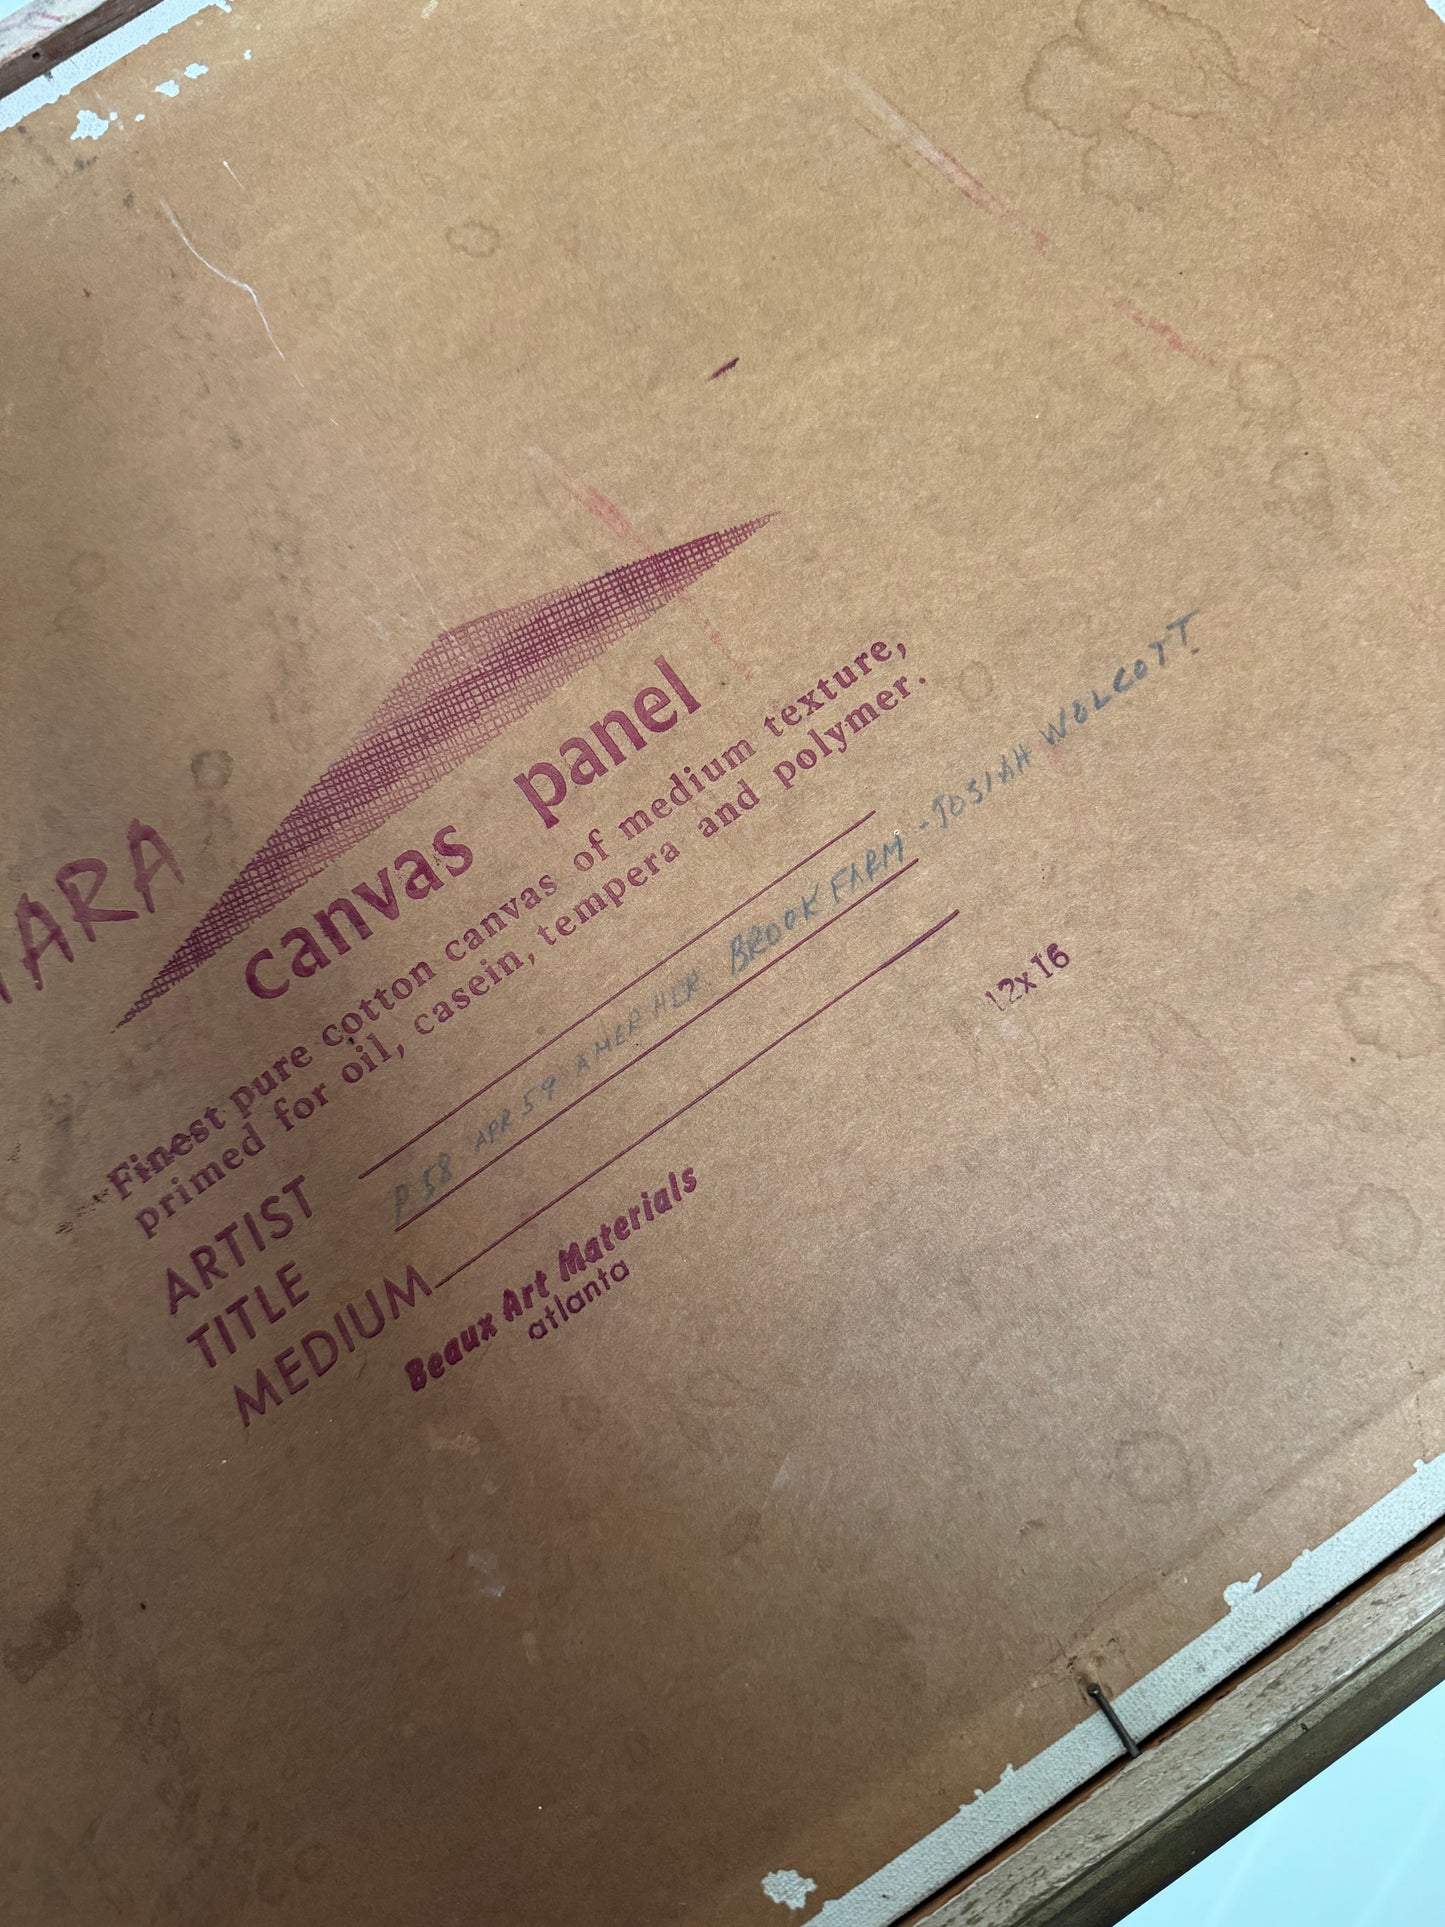 ARA
canvas panel
Finest pure cotton canvas of medium texture,
primed for oil, casein, tempera and polymer.
ARTIST
TITLE P 58 APR 59 AMER HER BROOK FARM - JOSIAH WOLCOTT
MEDIUM
12x16
Beaux Art Materials
atlanta